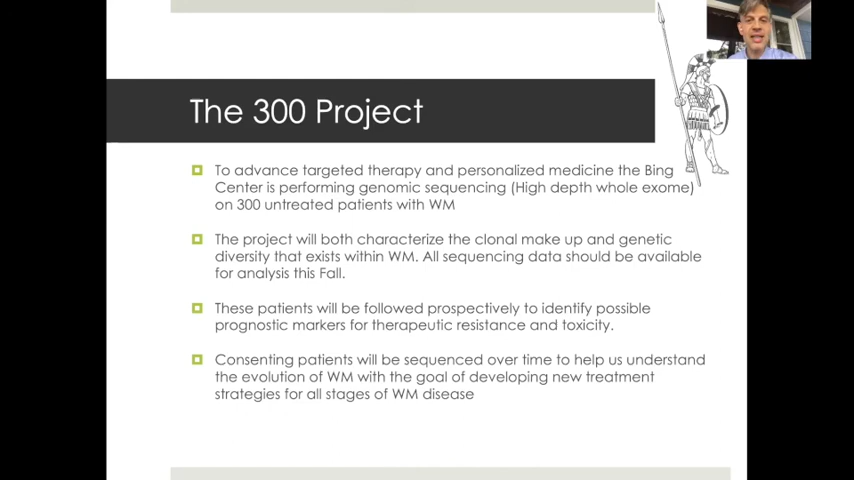 The 300 Project
To advance targeted therapy and personalized medicine the Bing
Center is performing genomic sequencing (High depth whole exome)
on 300 untreated patients with WM
The project will both characterize the clonal make up and genetic
diversity that exists within WM. All sequencing data should be available
for analysis this Fall.
These patients will be followed prospectively to identify possible
prognostic markers for therapeutic resistance and toxicity.
Consenting patients will be sequenced over time to help us understand
the evolution of WM with the goal of developing new treatment
strategies for all stages of WM disease